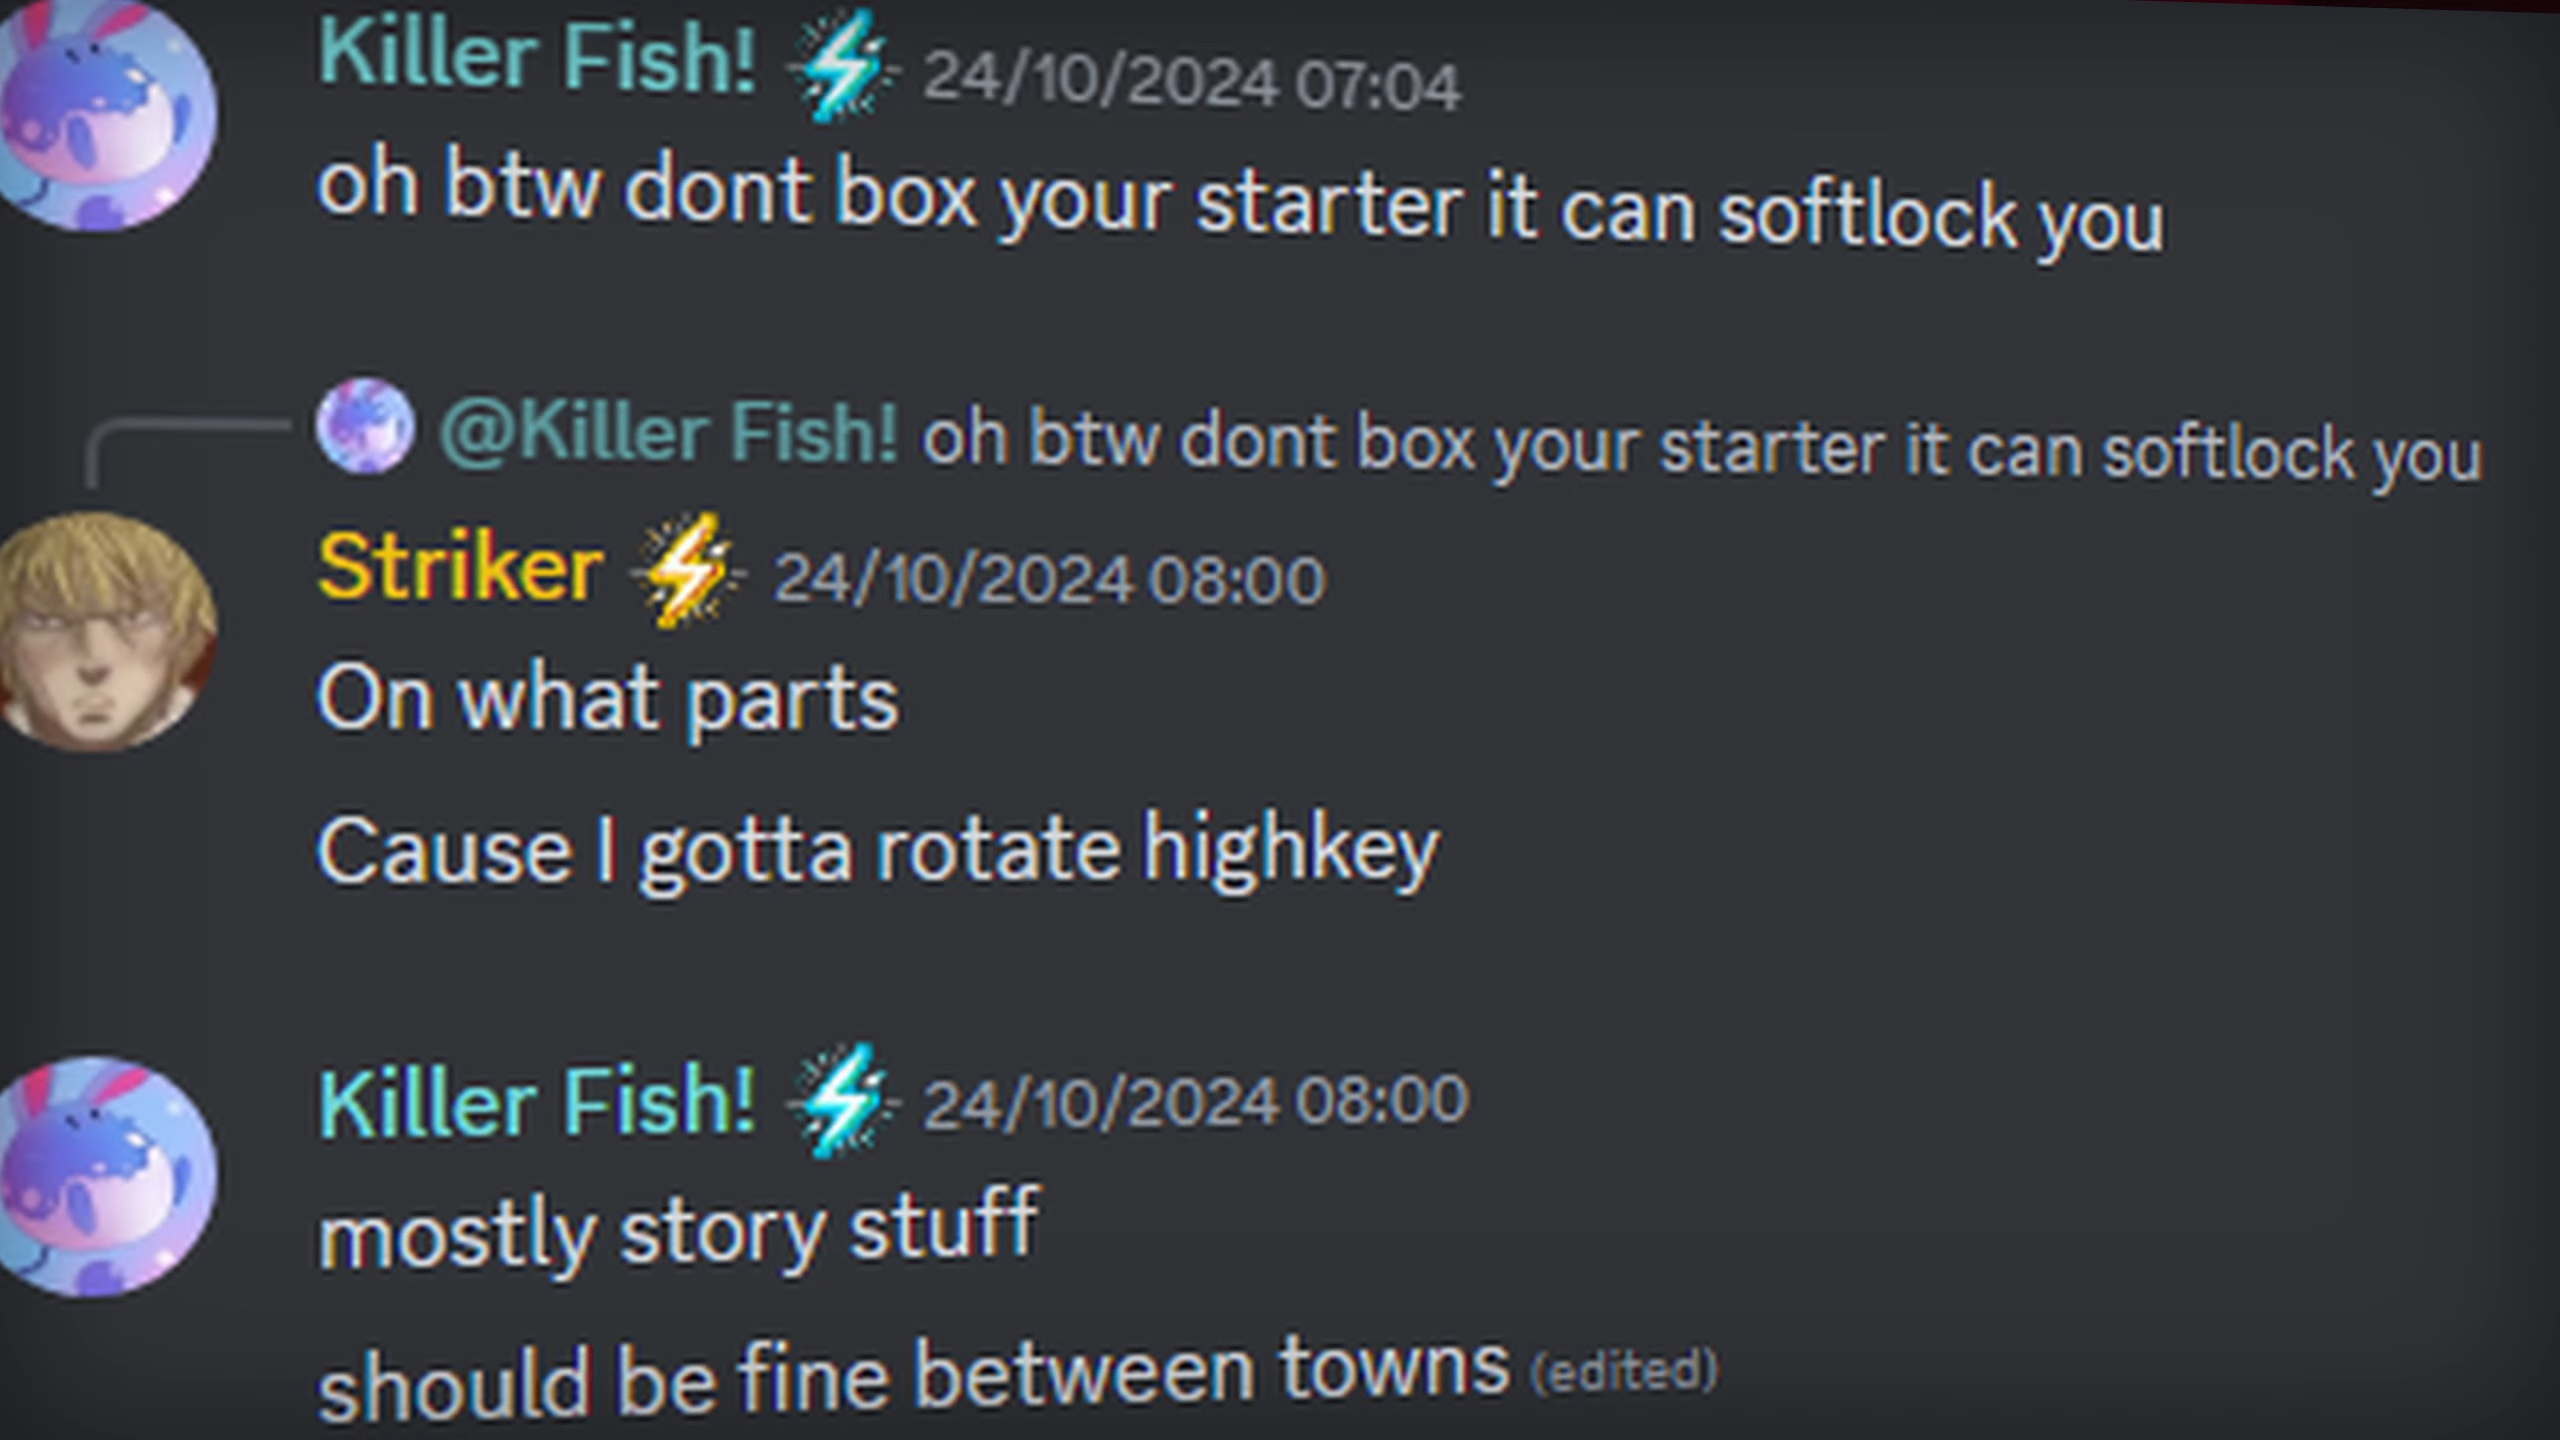 Killer Fish! 24/10/2024 07:04
oh btw dont box your starter it can softlock you
@Killer Fish! oh btw dont box your starter it can softlock you
Striker 24/10/2024 08:00
On what parts
Cause I gotta rotate highkey
Killer Fish! 24/10/2024 08:00
mostly story stuff
should be fine between towns (edited)